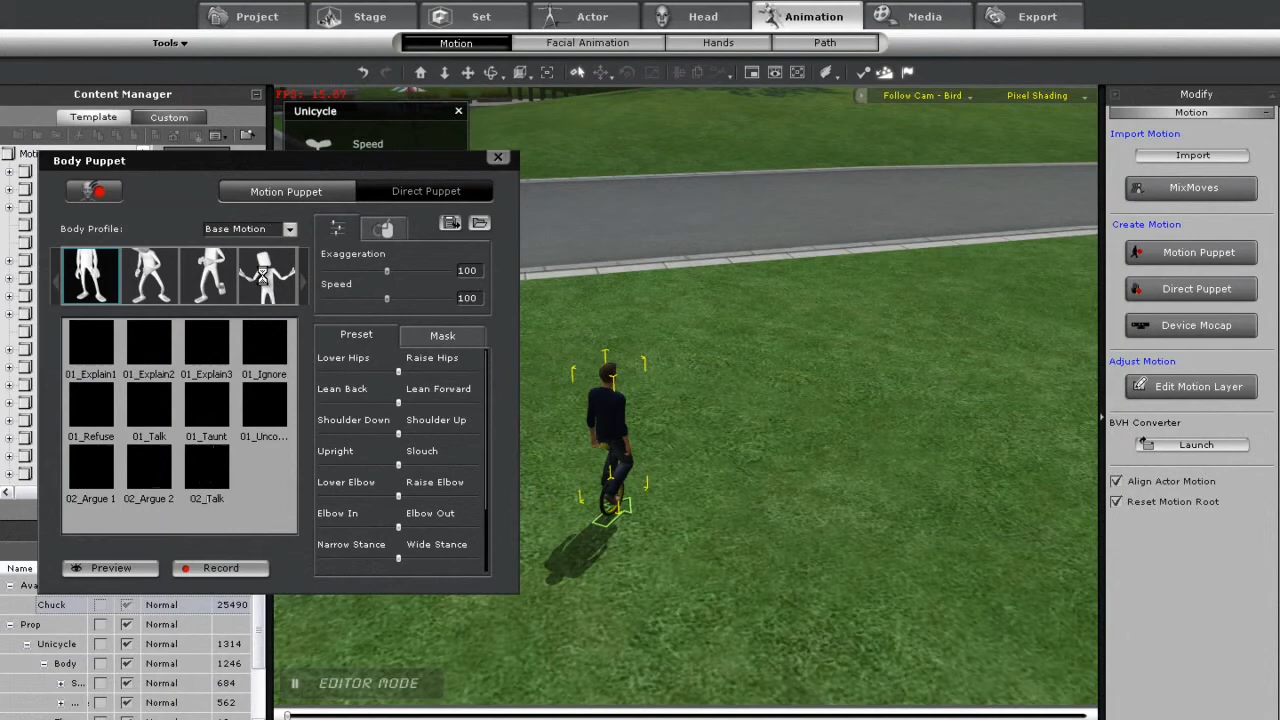 Project Stage Set Actor Head Animation Media Export
Tools Motion Facial Animation Hands Path
Content Manager
Template Custom
FPS: 15.87
Follow Cam - Bird Pixel Shading
Modify
Motion
Unicycle
Speed
Import Motion
Import
MixMoves
Create Motion
Motion Puppet
Direct Puppet
Device Mocap
Adjust Motion
Edit Motion Layer
BVH Converter
Launch
Align Actor Motion
Reset Motion Root
Body Puppet
Motion Puppet Direct Puppet
Body Profile: Base Motion
Exaggeration
100
Speed
100
Preset Mask
Lower Hips Raise Hips
Lean Back Lean Forward
Shoulder Down Shoulder Up
Upright Slouch
Lower Elbow Raise Elbow
Elbow In Elbow Out
Narrow Stance Wide Stance
01_Explain1 01_Explain2 01_Explain3 01_Ignore
01_Refuse 01_Talk 01_Taunt 01_Unco...
02_Argue 1 02_Argue 2 02_Talk
Preview Record
Name
Chuck Normal 25490
Prop Normal
Unicycle Normal 1314
Body Normal 1246
S... Normal 684
... Normal 562
EDITOR MODE